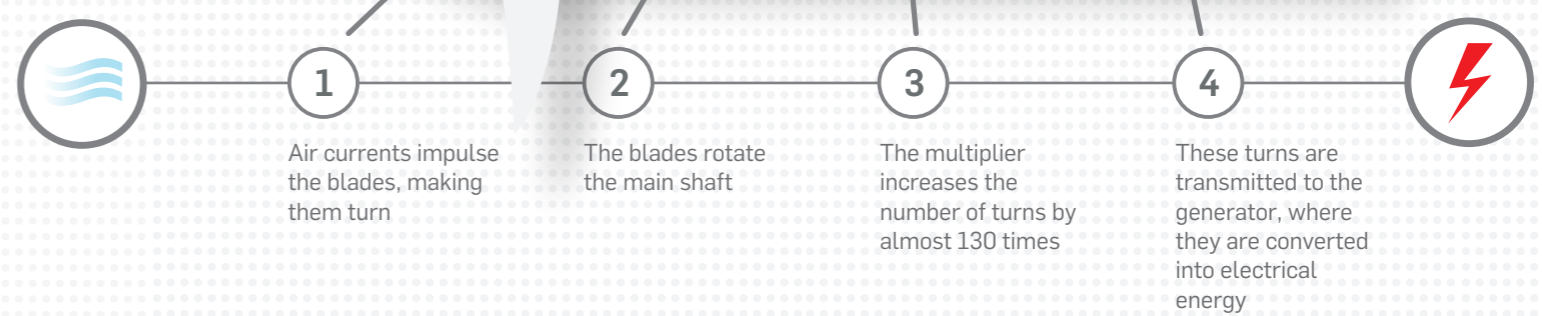 1
Air currents impulse
the blades, making
them turn
2
The blades rotate
the main shaft
3
The multiplier
increases the
number of turns by
almost 130 times
4
These turns are
transmitted to the
generator, where
they are converted
into electrical
energy